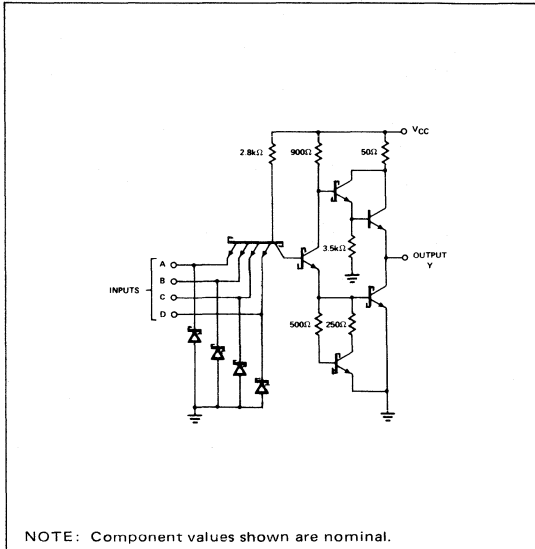 VCC
2.8kΩ
900Ω
50Ω
3.5kΩ
A
B
INPUTS
C
D
OUTPUT
Y
500Ω
250Ω
NOTE: Component values shown are nominal.